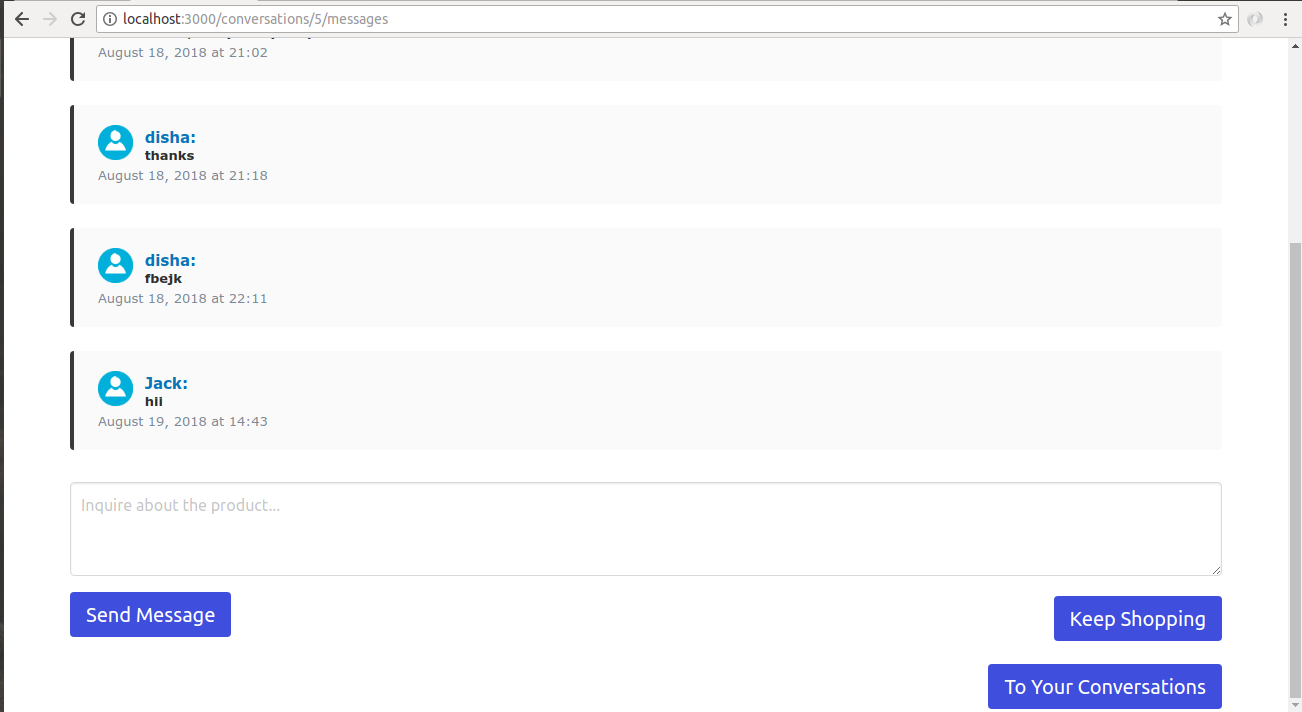 localhost:3000/conversations/5/messages
August 18, 2018 at 21:02
disha:
thanks
August 18, 2018 at 21:18
disha:
fbejk
August 18, 2018 at 22:11
Jack:
hii
August 19, 2018 at 14:43
Inquire about the product...
Send Message
Keep Shopping
To Your Conversations